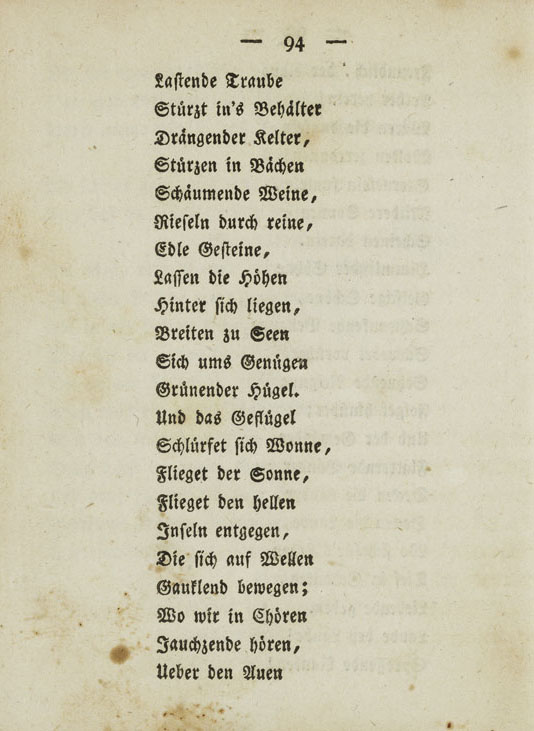 — 94 —
Lastende Traube
Stürzt in's Behälter
Drängender Kelter,
Stürzen in Bächen
Schäumende Weine,
Rieseln durch reine,
Edle Gesteine,
Lassen die Höhen
Hinter sich liegen,
Breiten zu Seen
Sich ums Genügen
Grünender Hügel.
Und das Geflügel
Schlürfet sich Wonne,
Flieget der Sonne,
Flieget den hellen
Inseln entgegen,
Die sich auf Wellen
Gauklend bewegen;
Wo wir in Chören
Jauchzende hören,
Ueber den Auen